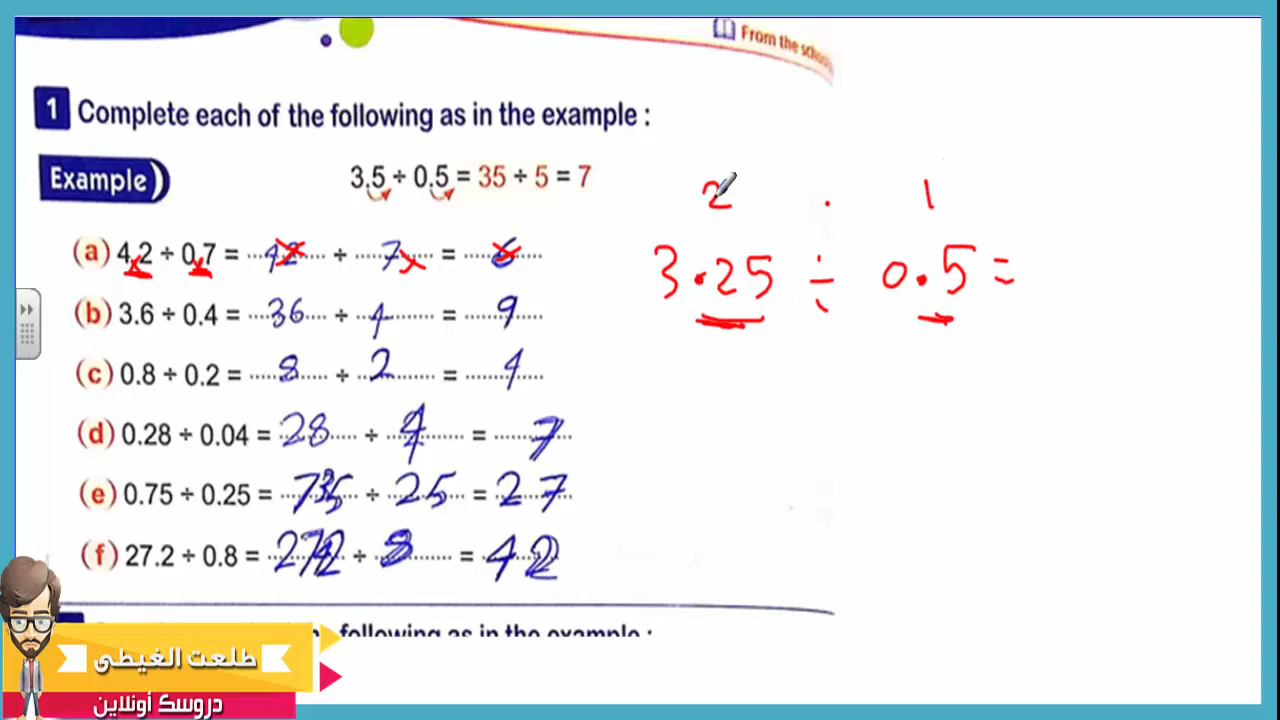 From the school
1 Complete each of the following as in the example :
Example 3.5 ÷ 0.5 = 35 ÷ 5 = 7
2 . 1
3.25 ÷ 0.5 =
(a) 4.2 ÷ 0.7 = 42 ÷ 7 = 6
(b) 3.6 ÷ 0.4 = 36 ÷ 4 = 9
(c) 0.8 ÷ 0.2 = 8 ÷ 2 = 4
(d) 0.28 ÷ 0.04 = 28 ÷ 4 = 7
(e) 0.75 ÷ 0.25 = 735 ÷ 25 = 27
(f) 27.2 ÷ 0.8 = 272 ÷ 8 = 42
following as in the example :
طلعت الغيطى
دروسك أونلاين